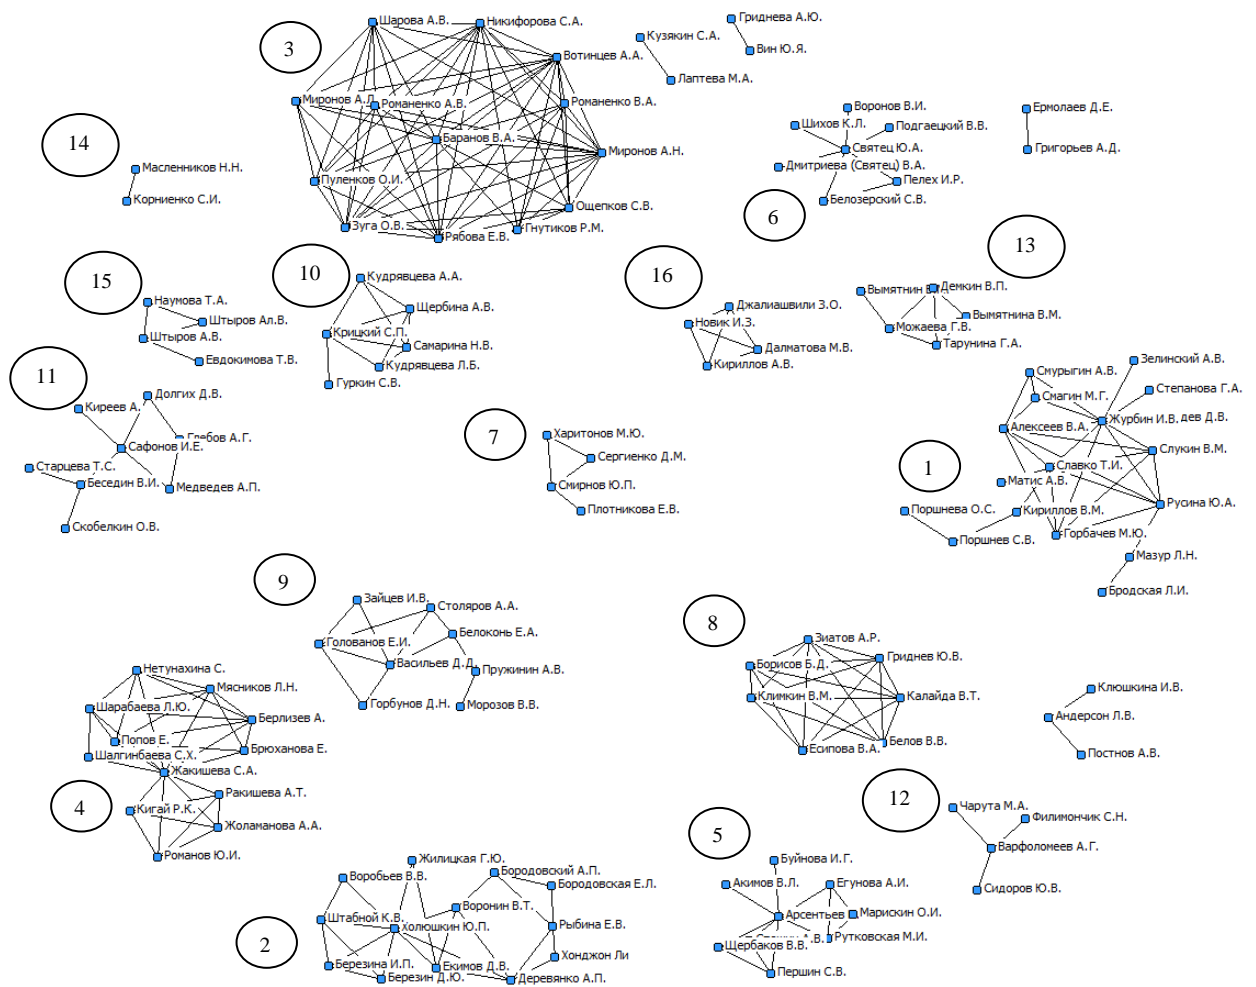 Шарова А.В.
Никифорова С.А.
Гриднева А.Ю.
3
Кузякин С.А.
Вин Ю.Я.
Вотинцев А.А.
Лаптева М.А.
Миронов А.Л.
Романенко А.В.
Романенко В.А.
Баранов В.А.
Миронов А.Н.
Пуленков О.И.
Ощепков С.В.
Зуга О.В.
Рябова Е.В.
Гнутиков Р.М.
14
Масленников Н.Н.
Корниенко С.И.
Воронов В.И.
Шихов К.Л.
Подгаецкий В.В.
Святец Ю.А.
Дмитриева (Святец) В.А.
Пелех И.Р.
Белозерский С.В.
6
Ермолаев Д.Е.
Григорьев А.Д.
13
15
Наумова Т.А.
Штыров Ал.В.
Штыров А.В.
Евдокимова Т.В.
10
Кудрявцева А.А.
Щербина А.В.
Крицкий С.П.
Самарина Н.В.
Кудрявцева Л.Б.
Гуркин С.В.
16
Джалиашвили З.О.
Новик И.З.
Далматова М.В.
Кириллов А.В.
Вымятнин
Демкин В.П.
Вымятнина В.М.
Можаева Г.В.
Тарунина Г.А.
11
Долгих Д.В.
Киреев А.
Глебов А.Г.
Сафонов И.Е.
Старцева Т.С.
Беседин В.И.
Медведев А.П.
Скобелкин О.В.
7
Харитонов М.Ю.
Сергиенко Д.М.
Смирнов Ю.П.
Плотникова Е.В.
1
Зелинский А.В.
Смурыгин А.В.
Степанова Г.А.
Смагин М.Г.
Журбин И.В.
дев Д.В.
Алексеев В.А.
Слукин В.М.
Славко Т.И.
Матис А.В.
Русина Ю.А.
Поршнева О.С.
Кириллов В.М.
Горбачев М.Ю.
Поршнев С.В.
Мазур Л.Н.
Бродская Л.И.
9
Зайцев И.В.
Столяров А.А.
Белоконь Е.А.
Голованов Е.И.
Васильев Д.Д.
Пружинин А.В.
Горбунов Д.Н.
Морозов В.В.
8
Зиатов А.Р.
Гриднев Ю.В.
Борисов Б.Д.
Климкин В.М.
Калайда В.Т.
Белов В.В.
Есипова В.А.
Клюшкина И.В.
Андерсон Л.В.
Постнов А.В.
Нетунахина С.
Мясников Л.Н.
Шарабаева Л.Ю.
Берлизев А.
Попов Е.
Брюханова Е.
Шалгинбаева С.Х.
Жакишева С.А.
4
Ракишева А.Т.
Кигай Р.К.
Жоламанова А.А.
Романов Ю.И.
12
Чарута М.А.
Филимончик С.Н.
Варфоломеев А.Г.
Сидоров Ю.В.
2
Жилицкая Г.Ю.
Бородовский А.П.
Воробьев В.В.
Бородовская Е.Л.
Воронин В.Т.
Штабной К.В.
Холюшкин Ю.П.
Рыбина Е.В.
Березина И.П.
Екимов Д.В.
Хонджон Ли
Березин Д.Ю.
Деревянко А.П.
5
Буйнова И.Г.
Акимов В.Л.
Егунова А.И.
Арсентьев
Марискин О.И.
А.В.
Рутковская М.И.
Щербаков В.В.
Першин С.В.